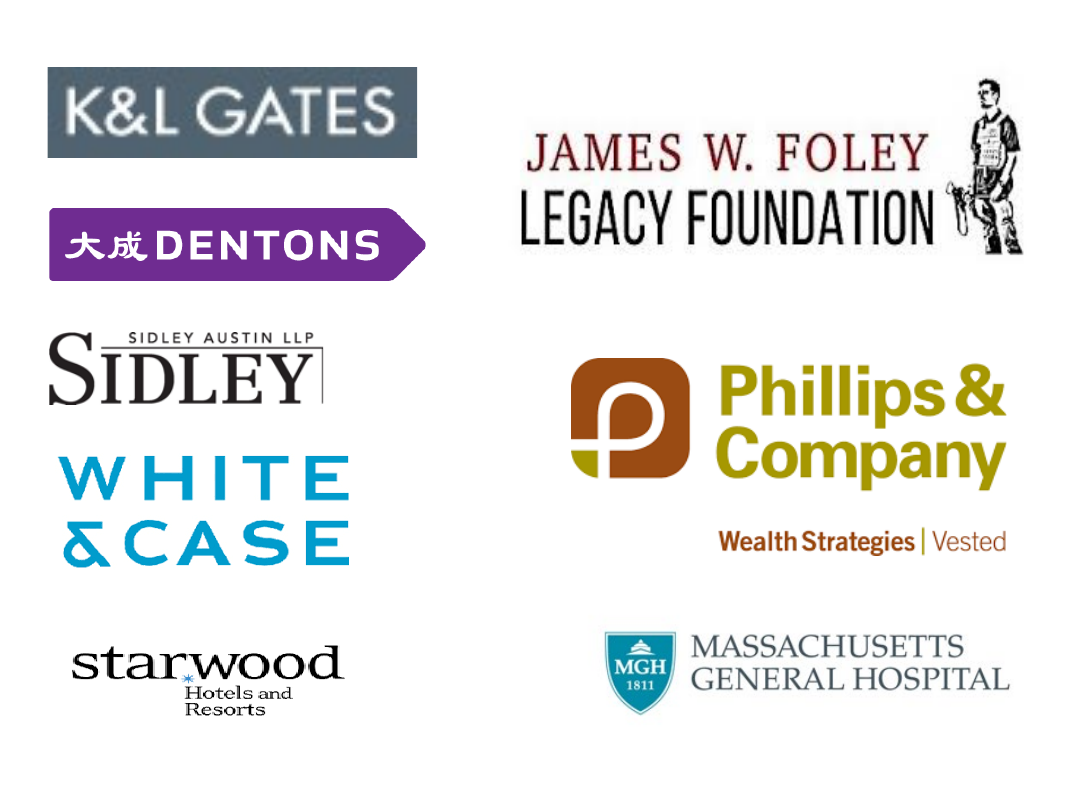 K&L GATES
大成 DENTONS
SIDLEY AUSTIN LLP
SIDLEY
WHITE
& CASE
starwood
Hotels and
Resorts
JAMES W. FOLEY
LEGACY FOUNDATION
Phillips &
Company
Wealth Strategies | Vested
MGH
1811
MASSACHUSETTS
GENERAL HOSPITAL